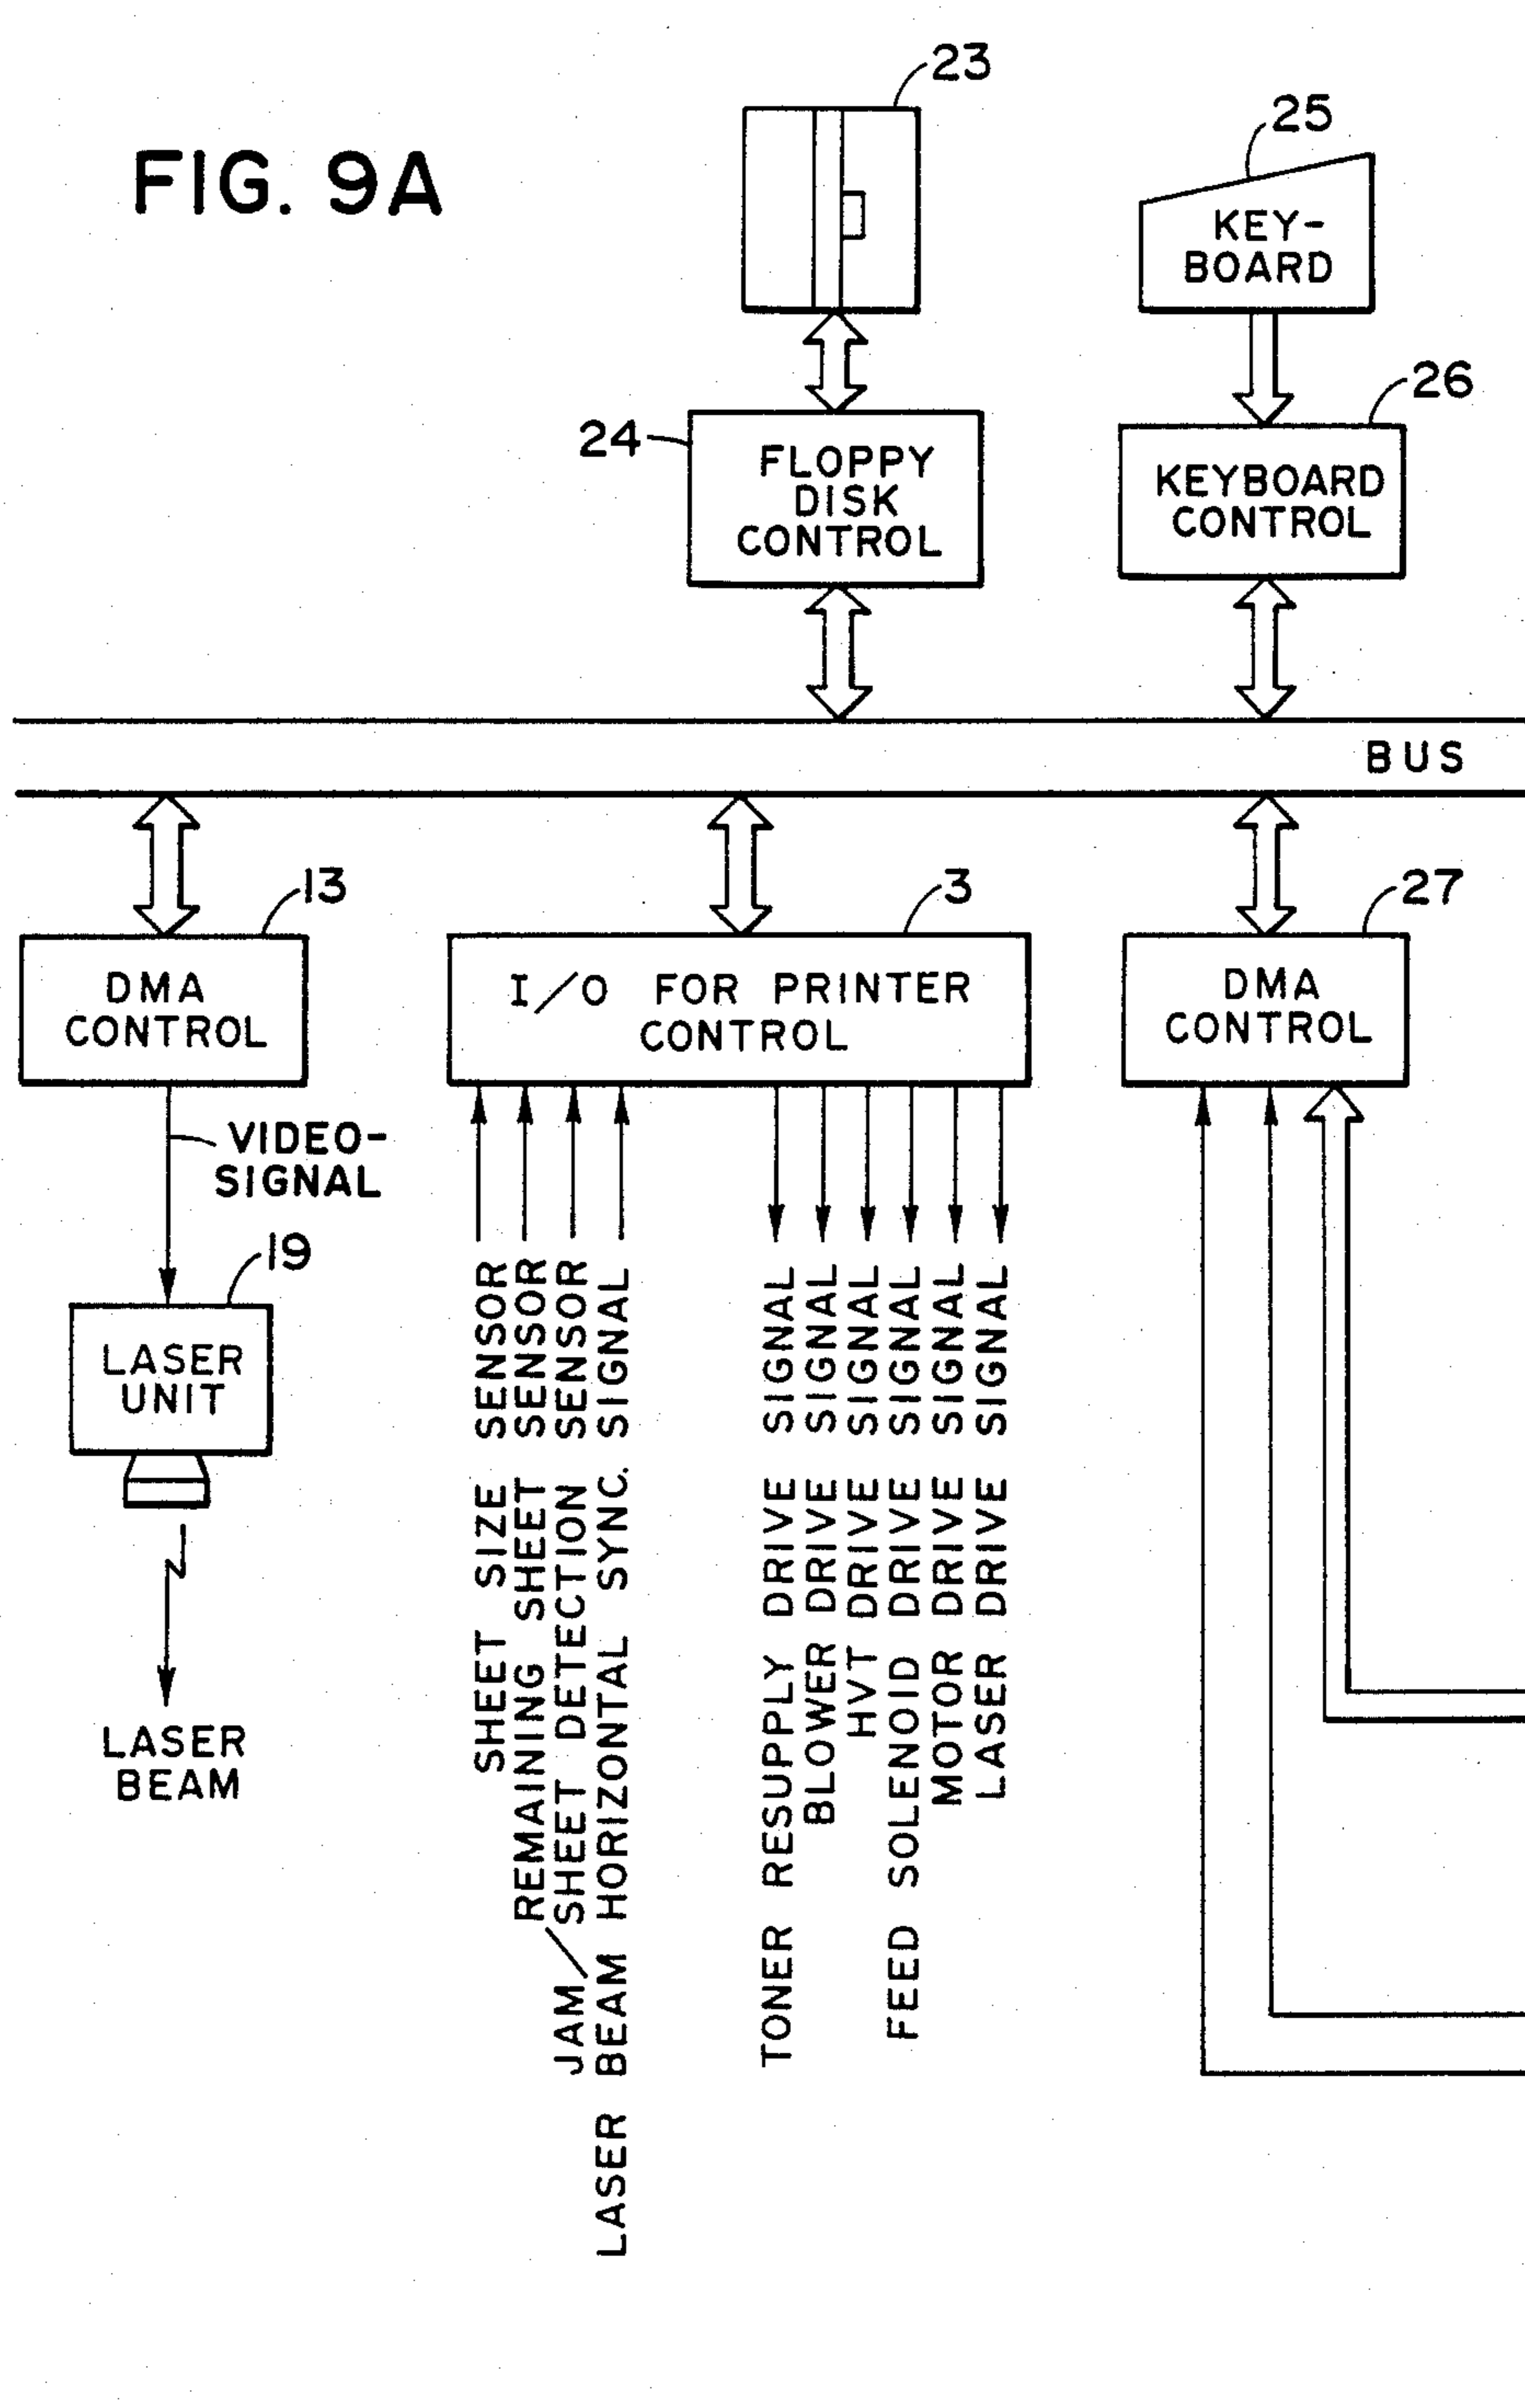 FIG. 9A
23
25
KEY-
BOARD
24
FLOPPY
DISK
CONTROL
26
KEYBOARD
CONTROL
BUS
13
DMA
CONTROL
3
I/O FOR PRINTER
CONTROL
27
DMA
CONTROL
VIDEO-
SIGNAL
19
LASER
UNIT
LASER
BEAM
SHEET SIZE SENSOR
REMAINING SHEET SENSOR
JAM/SHEET DETECTION SENSOR
LASER BEAM HORIZONTAL SYNC. SIGNAL
TONER RESUPPLY DRIVE SIGNAL
BLOWER DRIVE SIGNAL
HVT DRIVE SIGNAL
FEED SOLENOID DRIVE SIGNAL
MOTOR DRIVE SIGNAL
LASER DRIVE SIGNAL